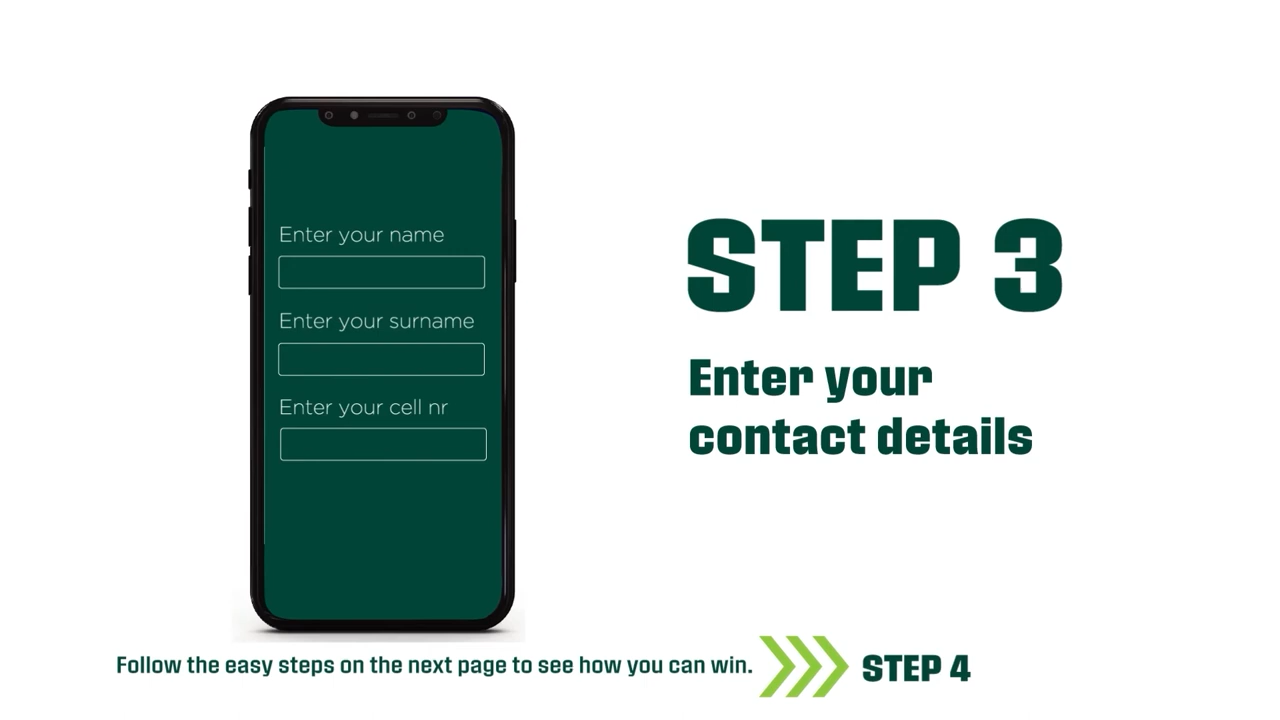 Enter your name
Enter your surname
Enter your cell nr
STEP 3
Enter your
contact details
Follow the easy steps on the next page to see how you can win.
STEP 4